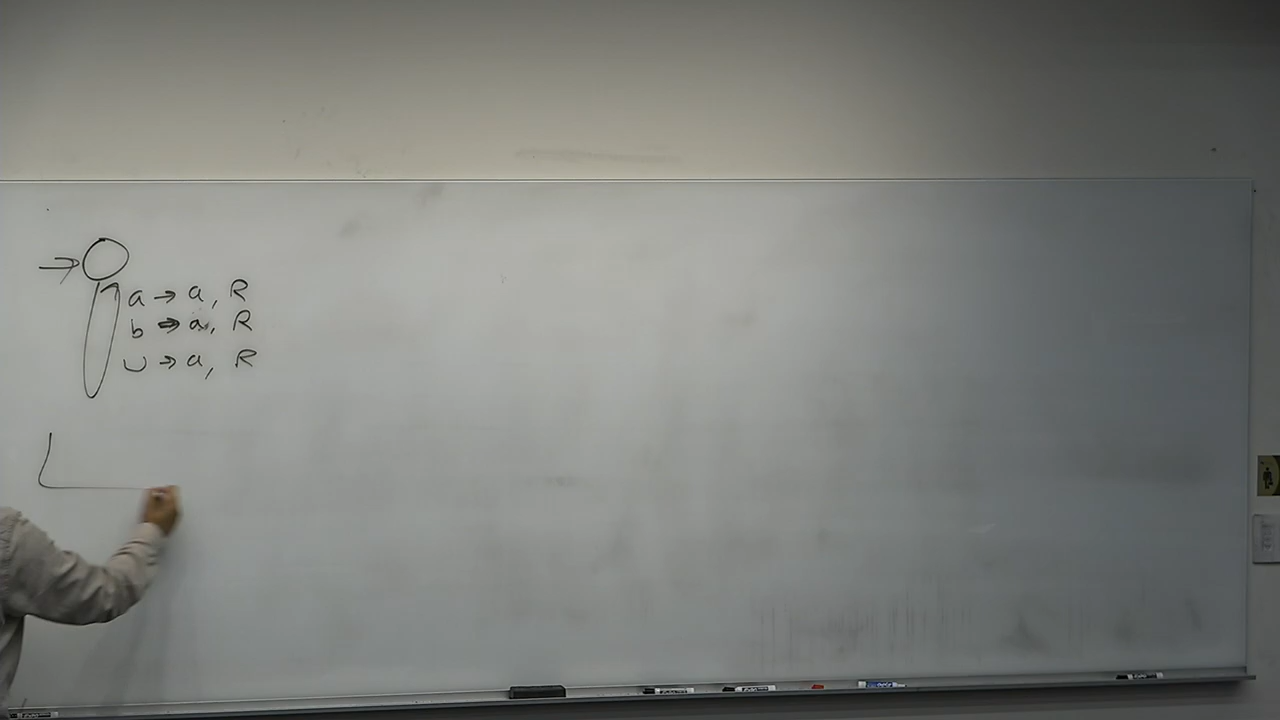 a → a, R
b → a, R
⊔ → a, R